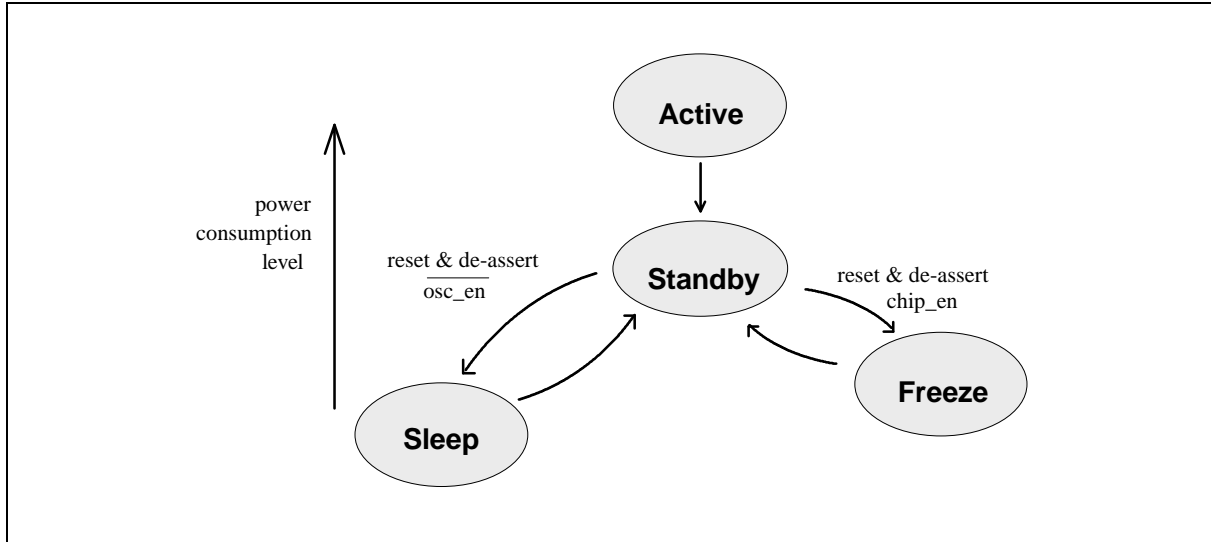 Active
power
consumption
level
reset & de-assert
osc_en
Standby
reset & de-assert
chip_en
Freeze
Sleep